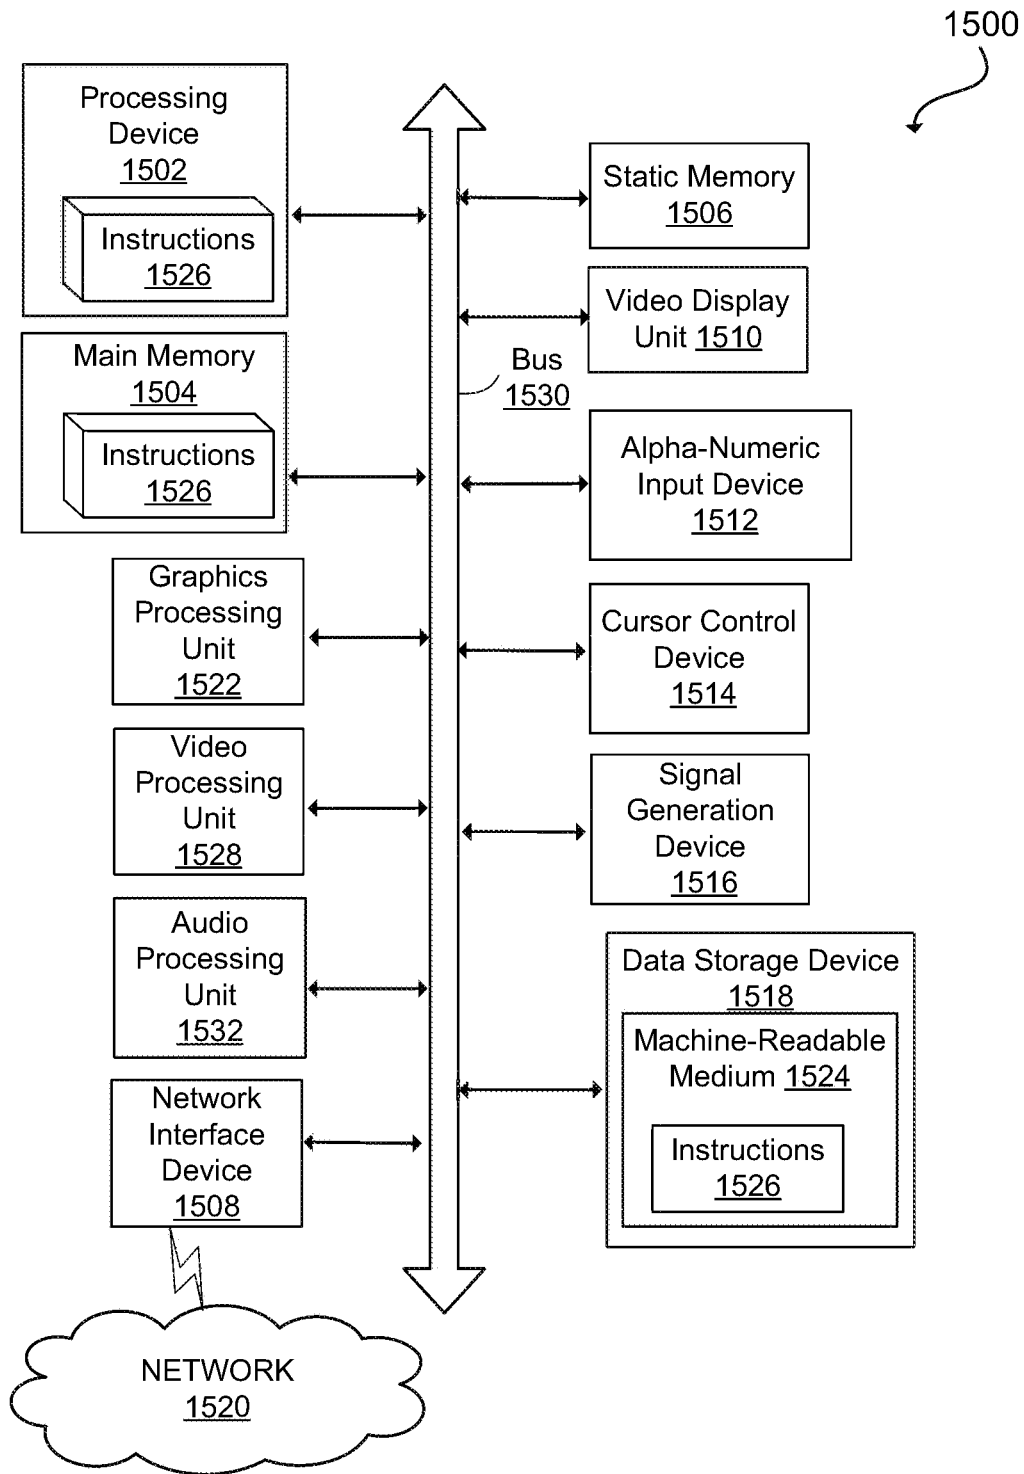 1500
Processing
Device
1502
Instructions
1526
Main Memory
1504
Instructions
1526
Graphics
Processing
Unit
1522
Video
Processing
Unit
1528
Audio
Processing
Unit
1532
Network
Interface
Device
1508
NETWORK
1520
Bus
1530
Static Memory
1506
Video Display
Unit 1510
Alpha-Numeric
Input Device
1512
Cursor Control
Device
1514
Signal
Generation
Device
1516
Data Storage Device
1518
Machine-Readable
Medium 1524
Instructions
1526